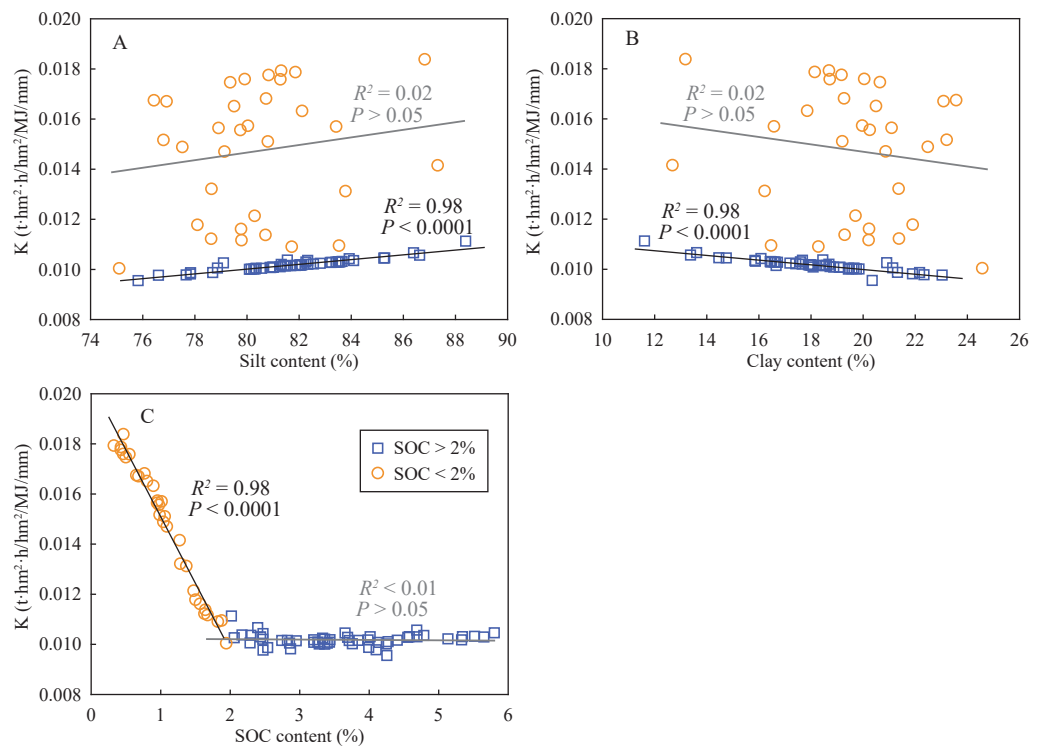 A
0.020
0.018
0.016
0.014
0.012
0.010
0.008
K (t·hm²·h/hm²/MJ/mm)
R² = 0.02
P > 0.05
R² = 0.98
P < 0.0001
74 76 78 80 82 84 86 88 90
Silt content (%)
B
0.020
0.018
0.016
0.014
0.012
0.010
0.008
K (t·hm²·h/hm²/MJ/mm)
R² = 0.02
P > 0.05
R² = 0.98
P < 0.0001
10 12 14 16 18 20 22 24 26
Clay content (%)
C
0.020
0.018
0.016
0.014
0.012
0.010
0.008
K (t·hm²·h/hm²/MJ/mm)
SOC > 2%
SOC < 2%
R² = 0.98
P < 0.0001
R² < 0.01
P > 0.05
0 1 2 3 4 5 6
SOC content (%)